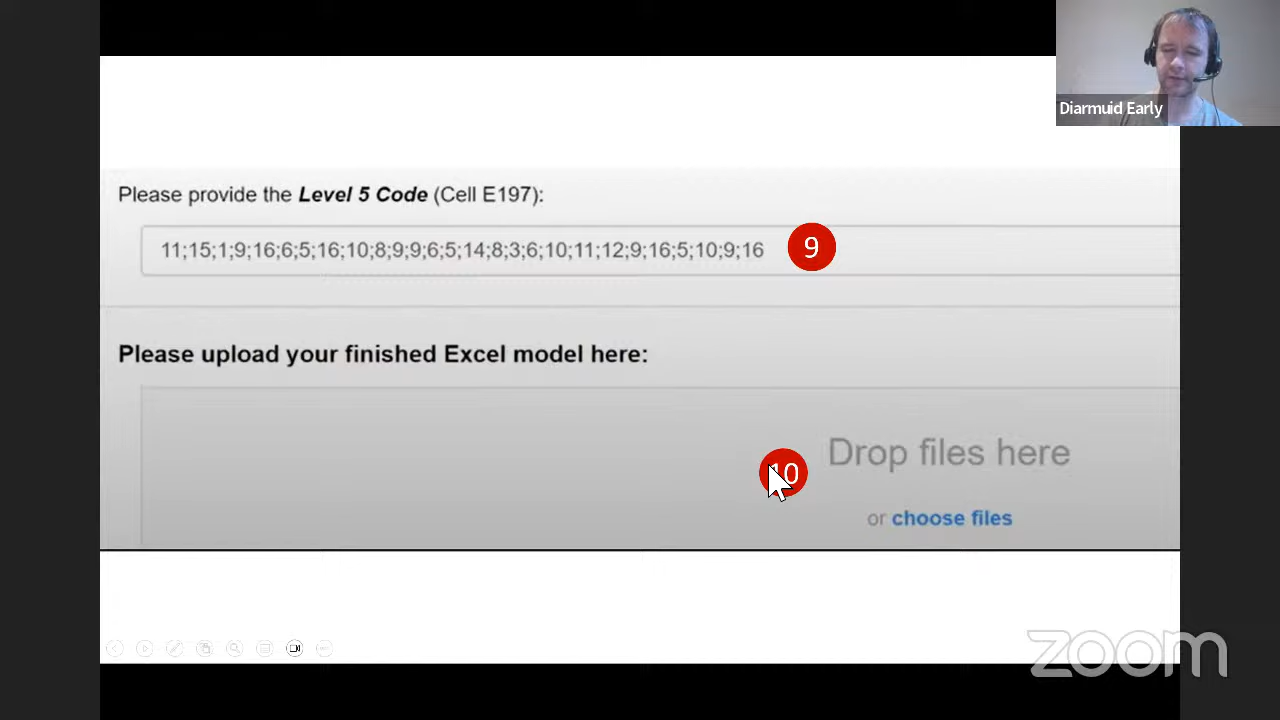 Diarmuid Early
Please provide the Level 5 Code (Cell E197):
11;15;1;9;16;6;5;16;10;8;9;9;6;5;14;8;3;6;10;11;12;9;16;5;10;9;16
9
Please upload your finished Excel model here:
Drop files here
10
or choose files
zoom